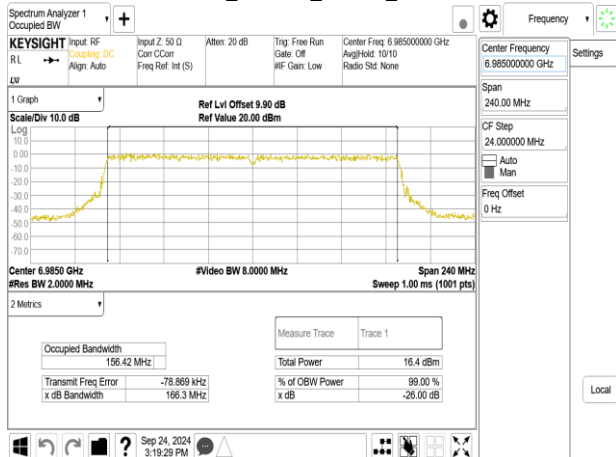 Spectrum Analyzer 1
Occupied BW
Frequency
KEYSIGHT
RL
Input: RF
Coupling: DC
Align: Auto
Input Z: 50 Ω
Corr CCorr
Freq Ref: Int (S)
Atten: 20 dB
Trig: Free Run
Gate: Off
#IF Gain: Low
Center Freq: 6.985000000 GHz
Avg|Hold: 10/10
Radio Std: None
Center Frequency
6.985000000 GHz
Settings
Span
240.00 MHz
CF Step
24.000000 MHz
Auto
Man
Freq Offset
0 Hz
Local
1 Graph
Scale/Div 10.0 dB
Ref Lvl Offset 9.90 dB
Ref Value 20.00 dBm
Log
10.0
0.00
-10.0
-20.0
-30.0
-40.0
-50.0
-60.0
-70.0
Center 6.9850 GHz
#Res BW 2.0000 MHz
#Video BW 8.0000 MHz
Span 240 MHz
Sweep 1.00 ms (1001 pts)
2 Metrics
Measure Trace Trace 1
Occupied Bandwidth
156.42 MHz
Total Power 16.4 dBm
Transmit Freq Error -78.869 kHz
% of OBW Power 99.00 %
x dB Bandwidth 166.3 MHz
x dB -26.00 dB
Sep 24, 2024
3:19:29 PM